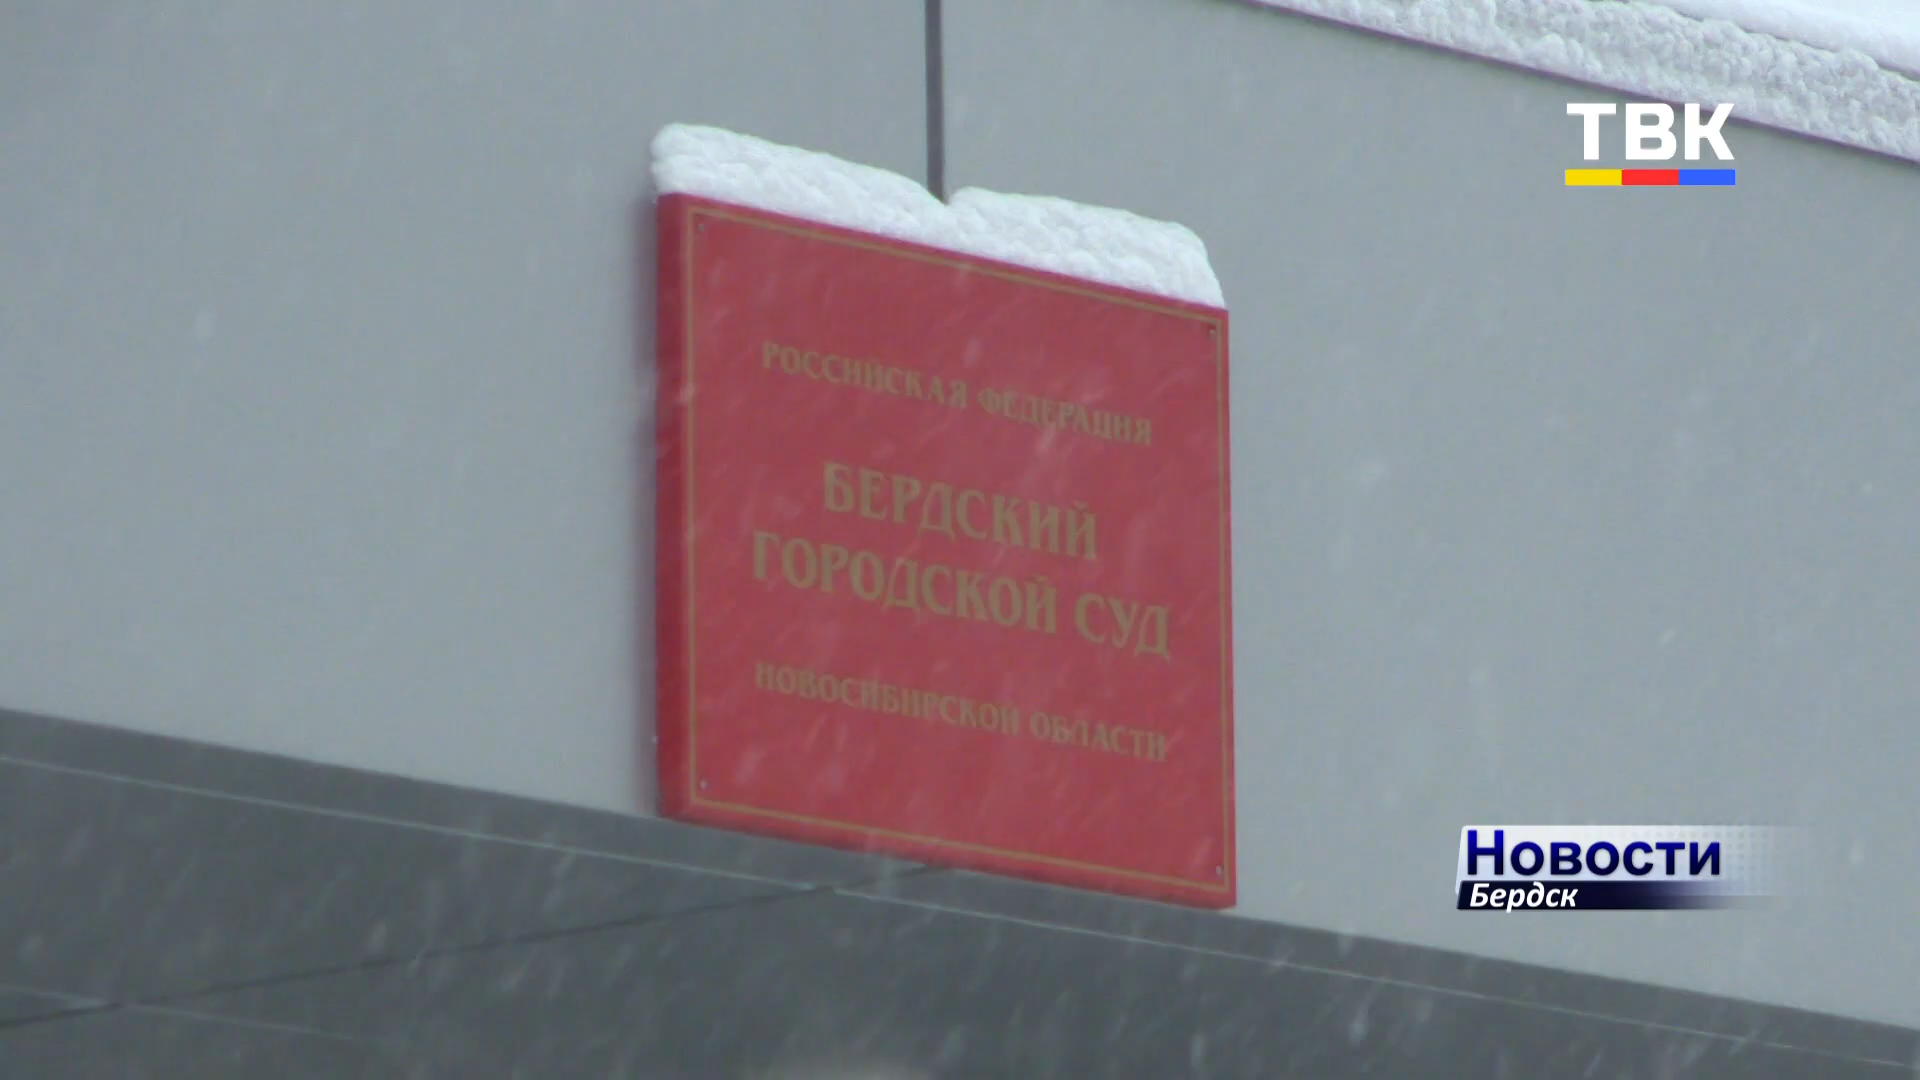 ТВК
РОССИЙСКАЯ ФЕДЕРАЦИЯ
БЕРДСКИЙ
ГОРОДСКОЙ СУД
НОВОСИБИРСКОЙ ОБЛАСТИ
Новости
Бердск